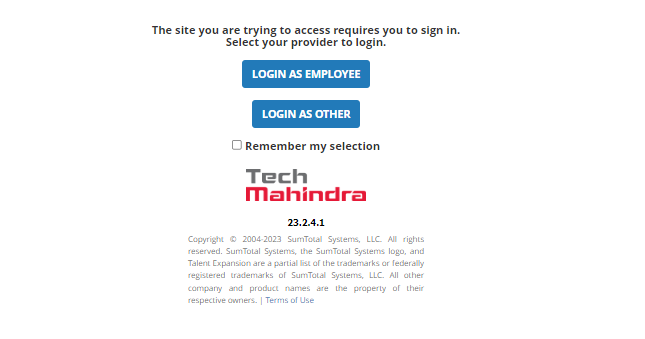 The site you are trying to access requires you to sign in.
Select your provider to login.
LOGIN AS EMPLOYEE
LOGIN AS OTHER
Remember my selection
Tech
Mahindra
23.2.4.1
Copyright © 2004-2023 SumTotal Systems, LLC. All rights
reserved. SumTotal Systems, the SumTotal Systems logo, and
Talent Expansion are a partial list of the trademarks or federally
registered trademarks of SumTotal Systems, LLC. All other
company and product names are the property of their
respective owners. | Terms of Use